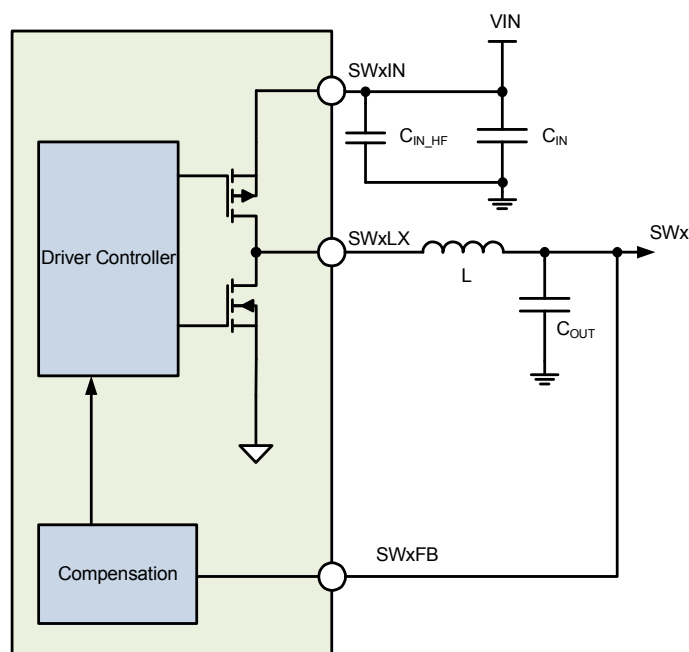 VIN
SWxIN
C_IN_HF
C_IN
Driver Controller
SWxLX
SWx
L
C_OUT
SWxFB
Compensation